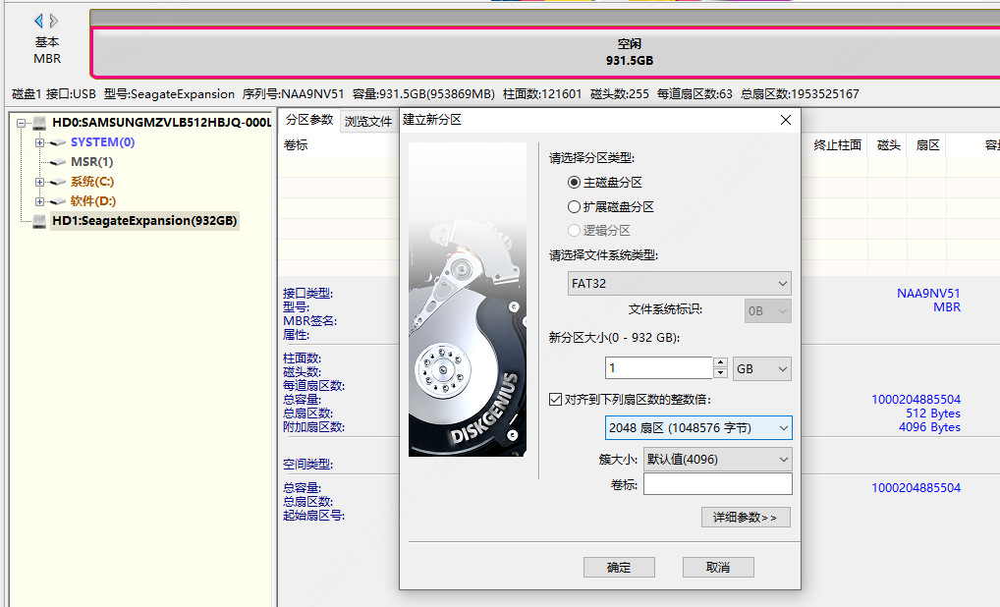 基本
MBR
空闲
931.5GB
磁盘1 接口:USB 型号:SeagateExpansion 序列号:NAA9NV51 容量:931.5GB(953869MB) 柱面数:121601 磁头数:255 每道扇区数:63 总扇区数:1953525167
HD0:SAMSUNGMZVLB512HBJQ-000L
SYSTEM(0)
MSR(1)
系统(C:)
软件(D:)
HD1:SeagateExpansion(932GB)
分区参数 浏览文件
卷标 终止柱面 磁头 扇区
接口类型:
型号: NAA9NV51
MBR签名: MBR
属性:
柱面数:
磁头数:
每道扇区数:
总容量: 1000204885504
总扇区数: 512 Bytes
附加扇区数: 4096 Bytes
空间类型:
总容量: 1000204885504
总扇区数:
起始扇区号:
建立新分区
请选择分区类型:
主磁盘分区
扩展磁盘分区
逻辑分区
请选择文件系统类型:
FAT32
文件系统标识: 0B
新分区大小(0 - 932 GB):
1 GB
对齐到下列扇区数的整数倍:
2048 扇区 (1048576 字节)
簇大小: 默认值(4096)
卷标:
详细参数>>
确定 取消
DISKGENIUS